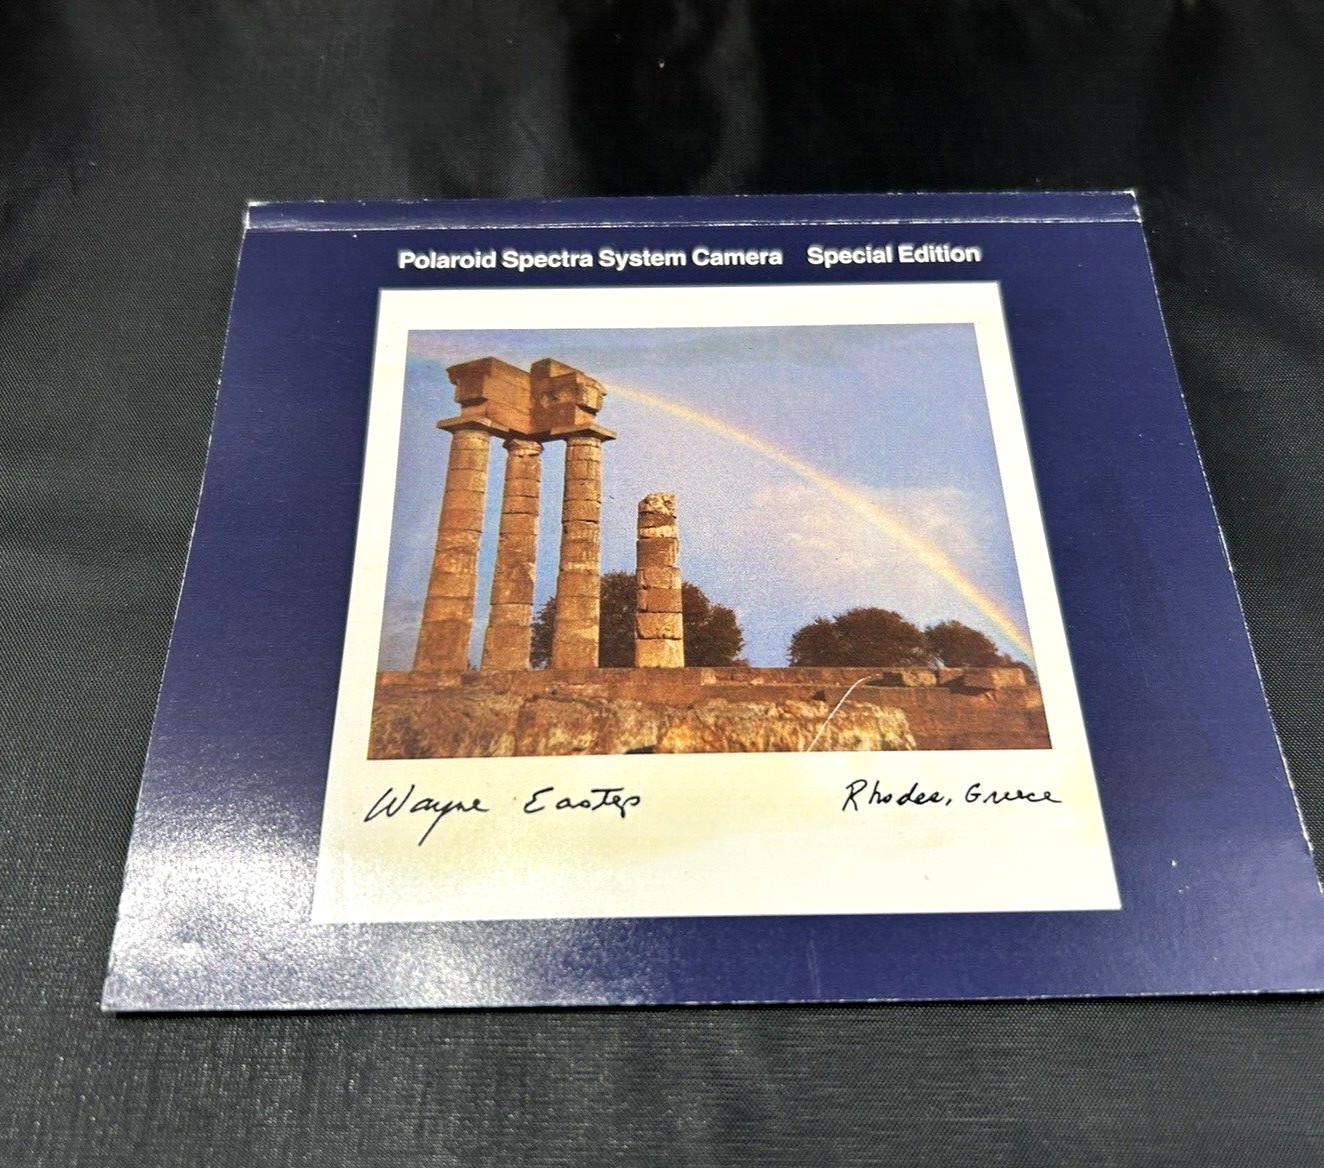 Polaroid Spectra System Camera Special Edition
Wayne Eastep Rhodes, Greece